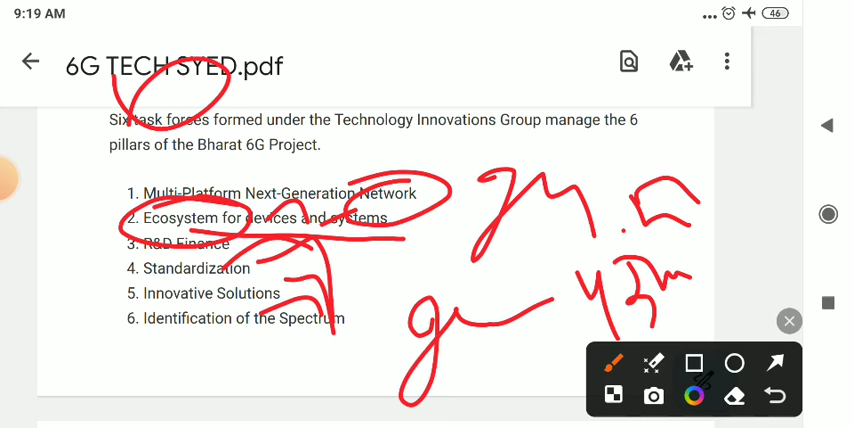 9:19 AM
46
6G TECH SYED.pdf
Six task forses formed under the Technology Innovations Group manage the 6
pillars of the Bharat 6G Project.
1. Multi-Platform Next-Generation Network
2. Ecosystem for devices and systems
3. R&D Finance
4. Standardization
5. Innovative Solutions
6. Identification of the Spectrum